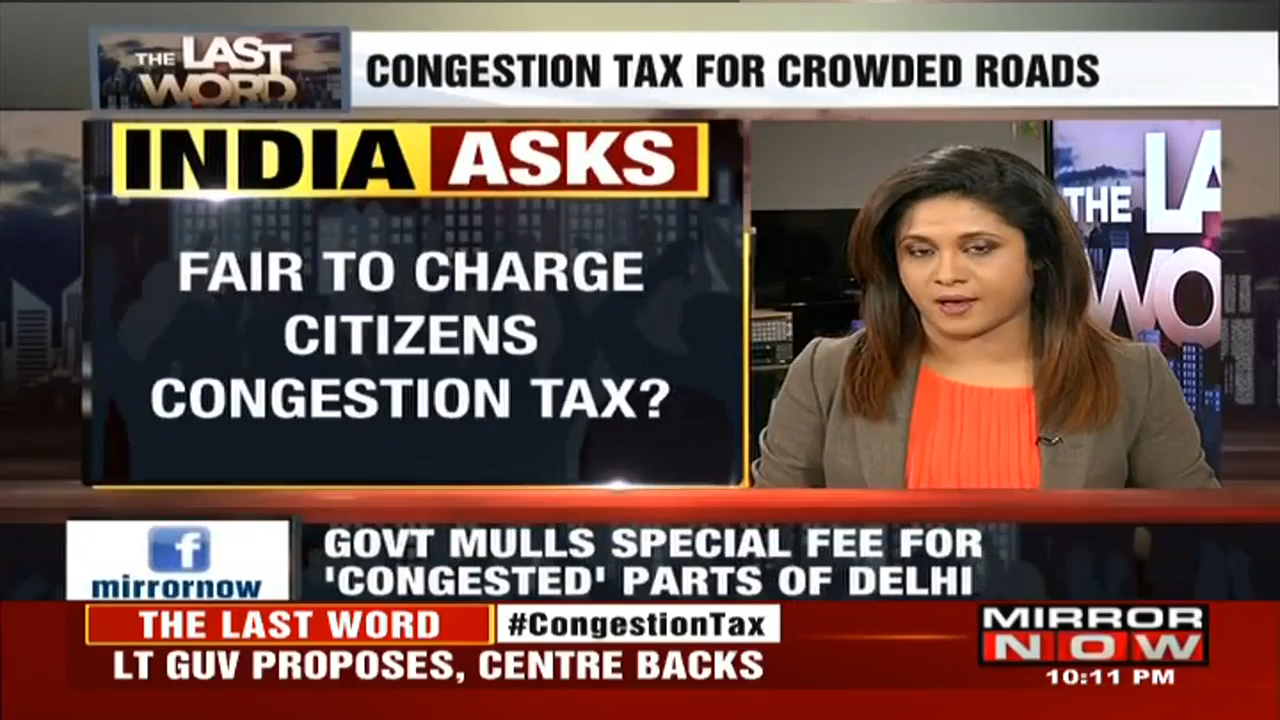 THE LAST
WORD
CONGESTION TAX FOR CROWDED ROADS
INDIA ASKS
FAIR TO CHARGE
CITIZENS
CONGESTION TAX?
THE LA
WO
f
mirrornow
GOVT MULLS SPECIAL FEE FOR
'CONGESTED' PARTS OF DELHI
THE LAST WORD
#CongestionTax
LT GUV PROPOSES, CENTRE BACKS
MIRROR
NOW
10:11 PM